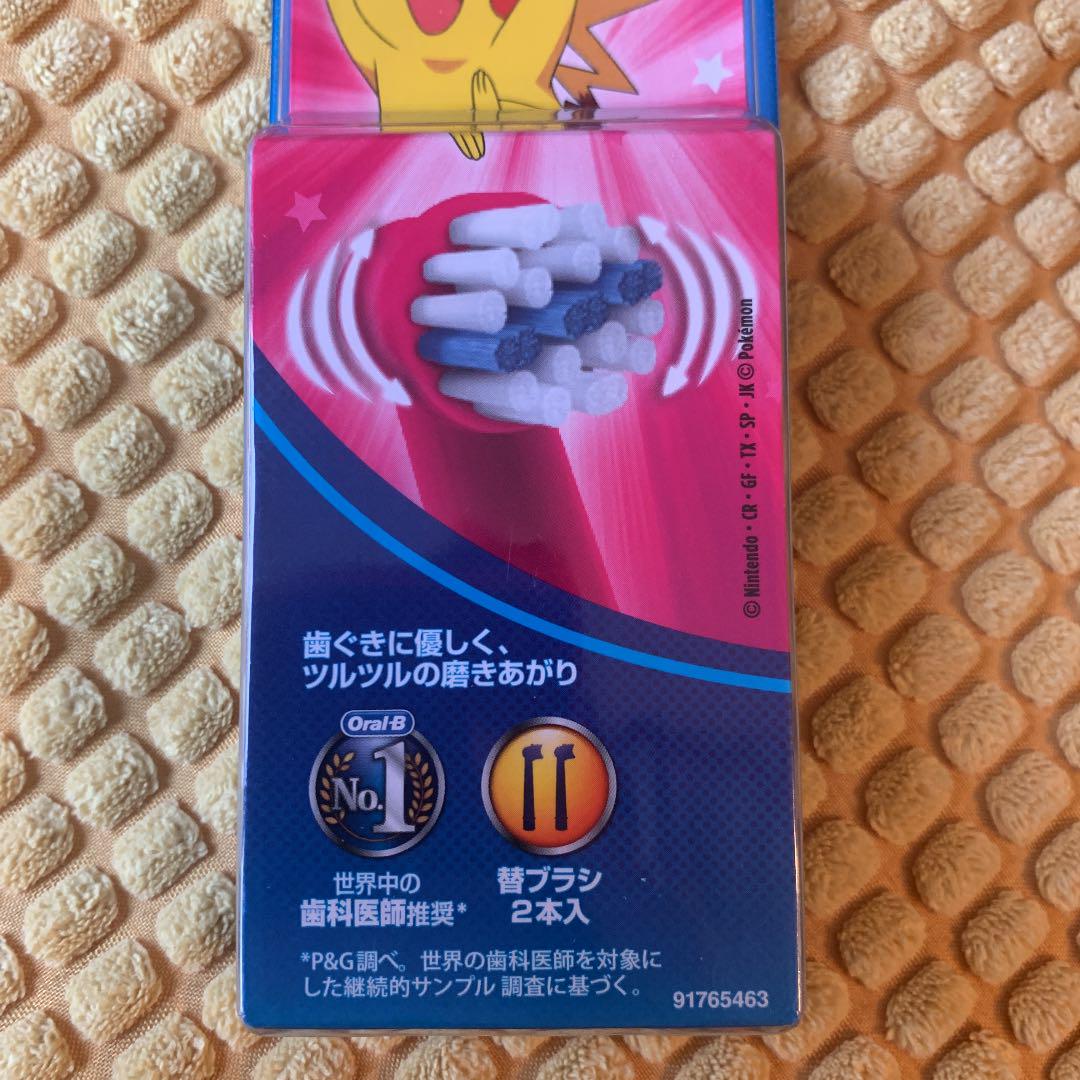 ©Nintendo・CR・GF・TX・SP・JK ©Pokémon
歯ぐきに優しく、
ツルツルの磨きあがり
Oral-B
No.1
世界中の
歯科医師推奨*
替ブラシ
2本入
*P&G調べ。世界の歯科医師を対象に
した継続的サンプル 調査に基づく。
91765463